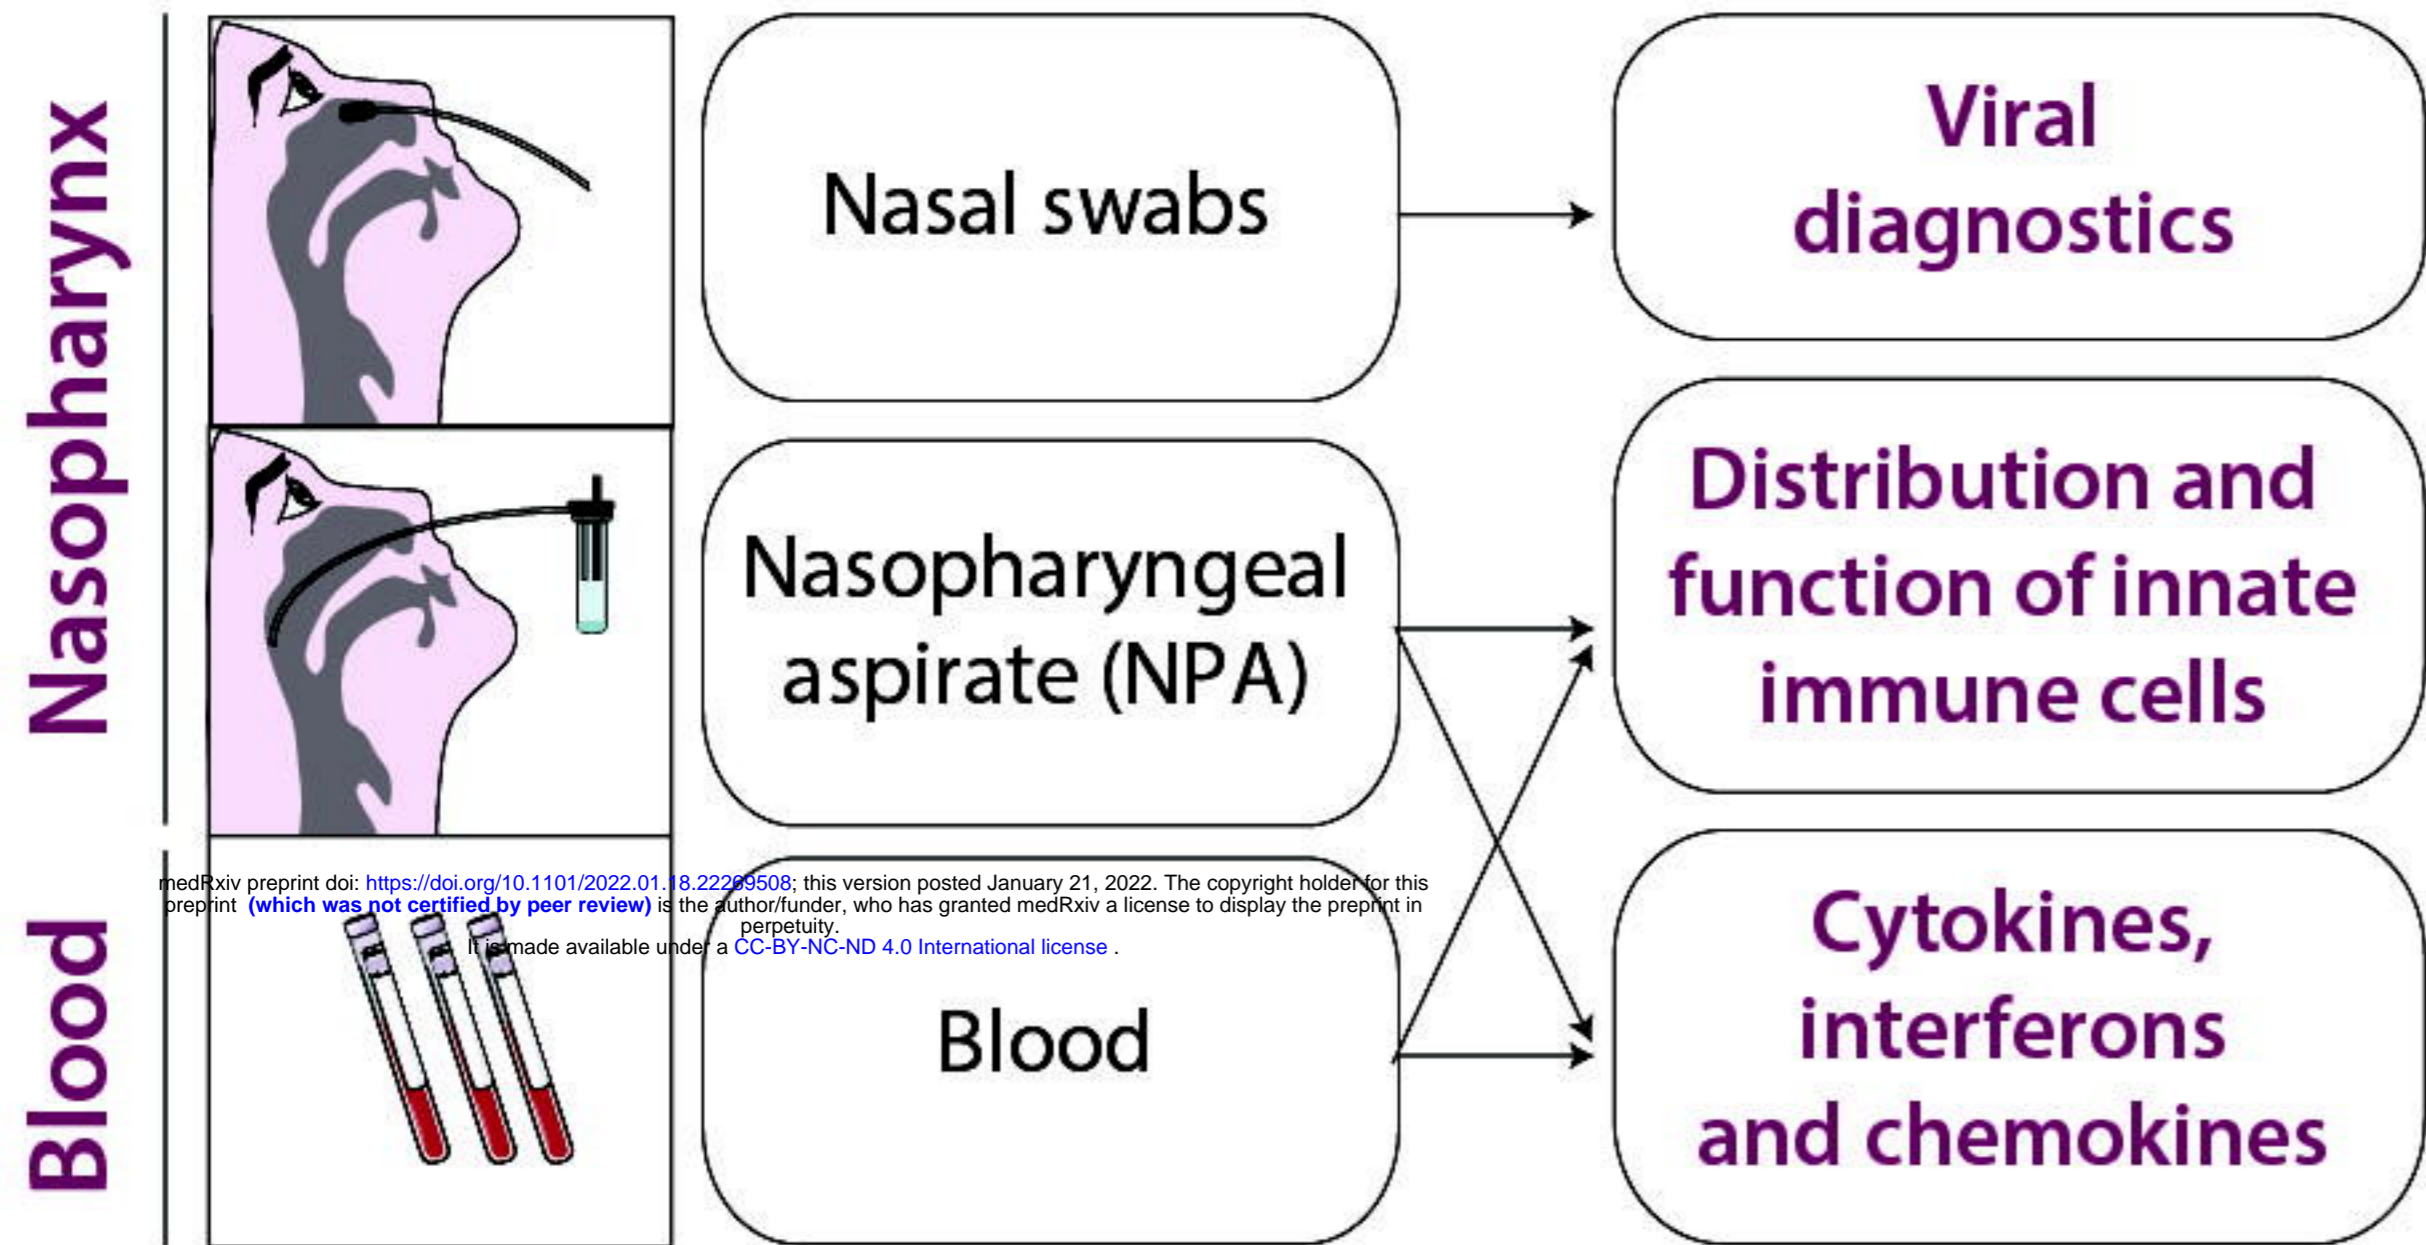 Nasopharynx
Nasal swabs
Viral
diagnostics
Nasopharyngeal
aspirate (NPA)
Distribution and
function of innate
immune cells
medRxiv preprint doi: https://doi.org/10.1101/2022.01.18.22269508; this version posted January 21, 2022. The copyright holder for this
preprint (which was not certified by peer review) is the author/funder, who has granted medRxiv a license to display the preprint in
perpetuity.
It is made available under a CC-BY-NC-ND 4.0 International license .
Blood
Blood
Cytokines,
interferons
and chemokines